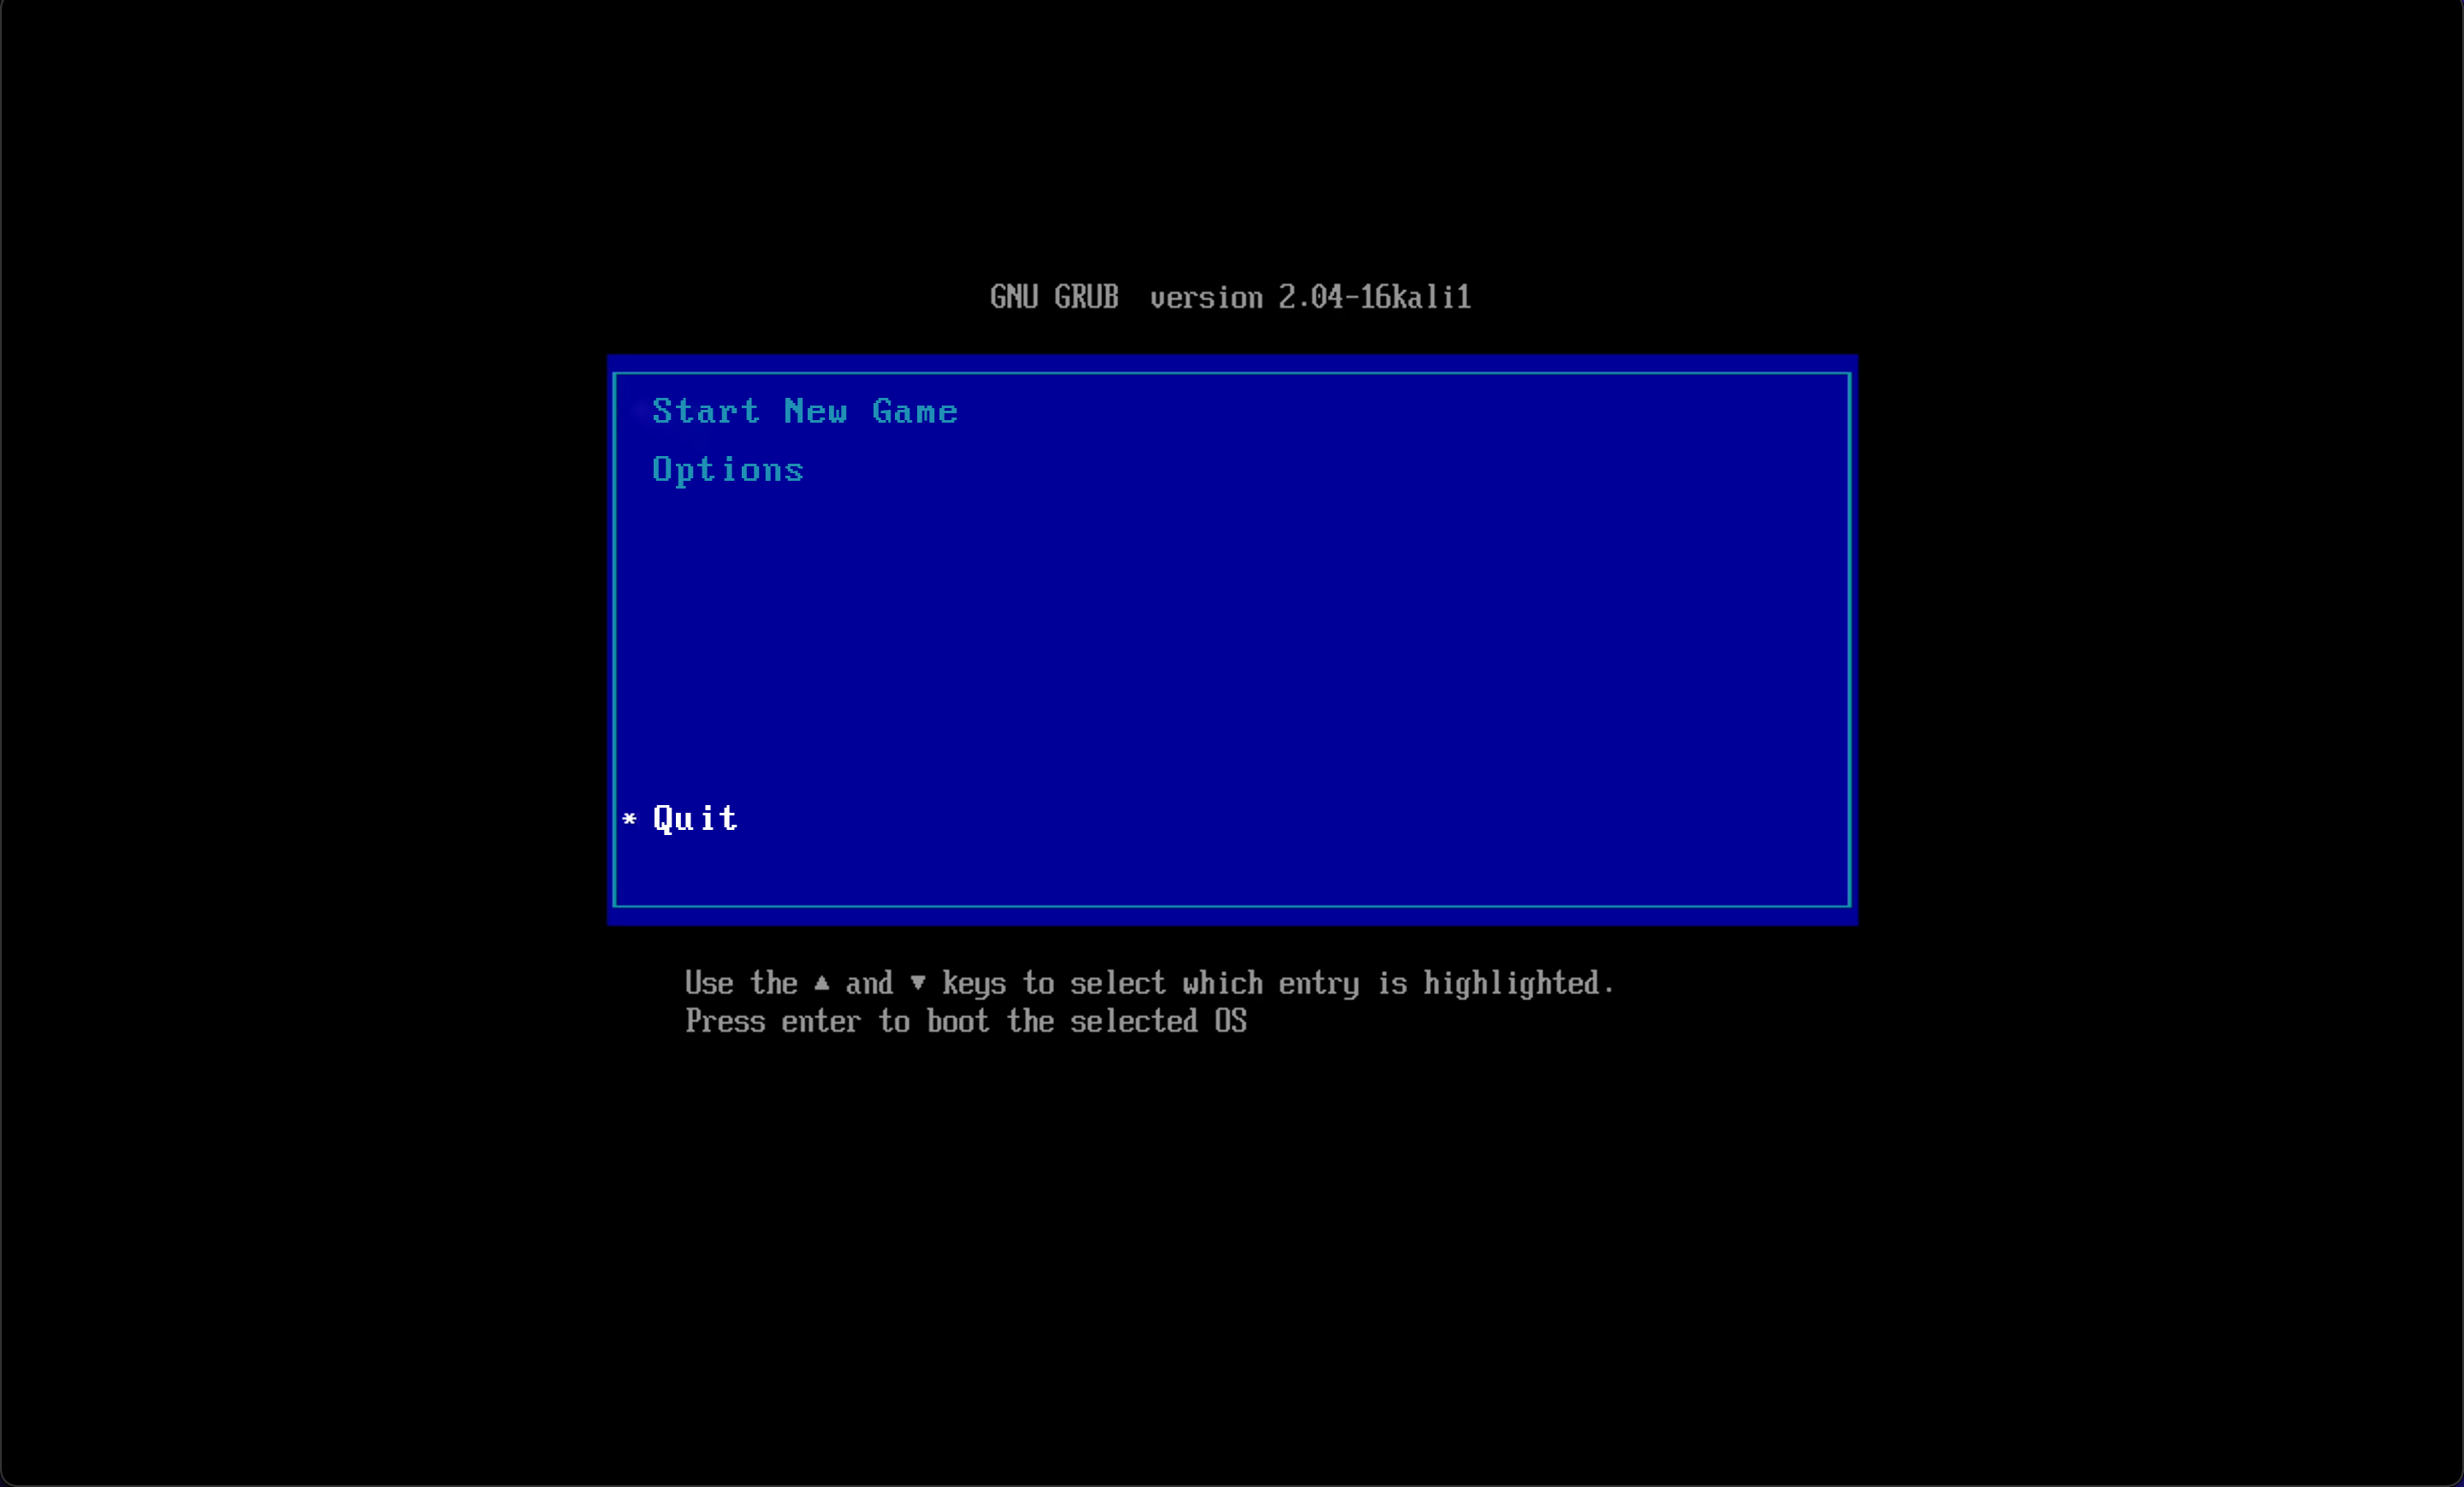 GNU GRUB  version 2.04-16kali1
Start New Game
Options
* Quit
Use the ▲ and ▼ keys to select which entry is highlighted.
Press enter to boot the selected OS